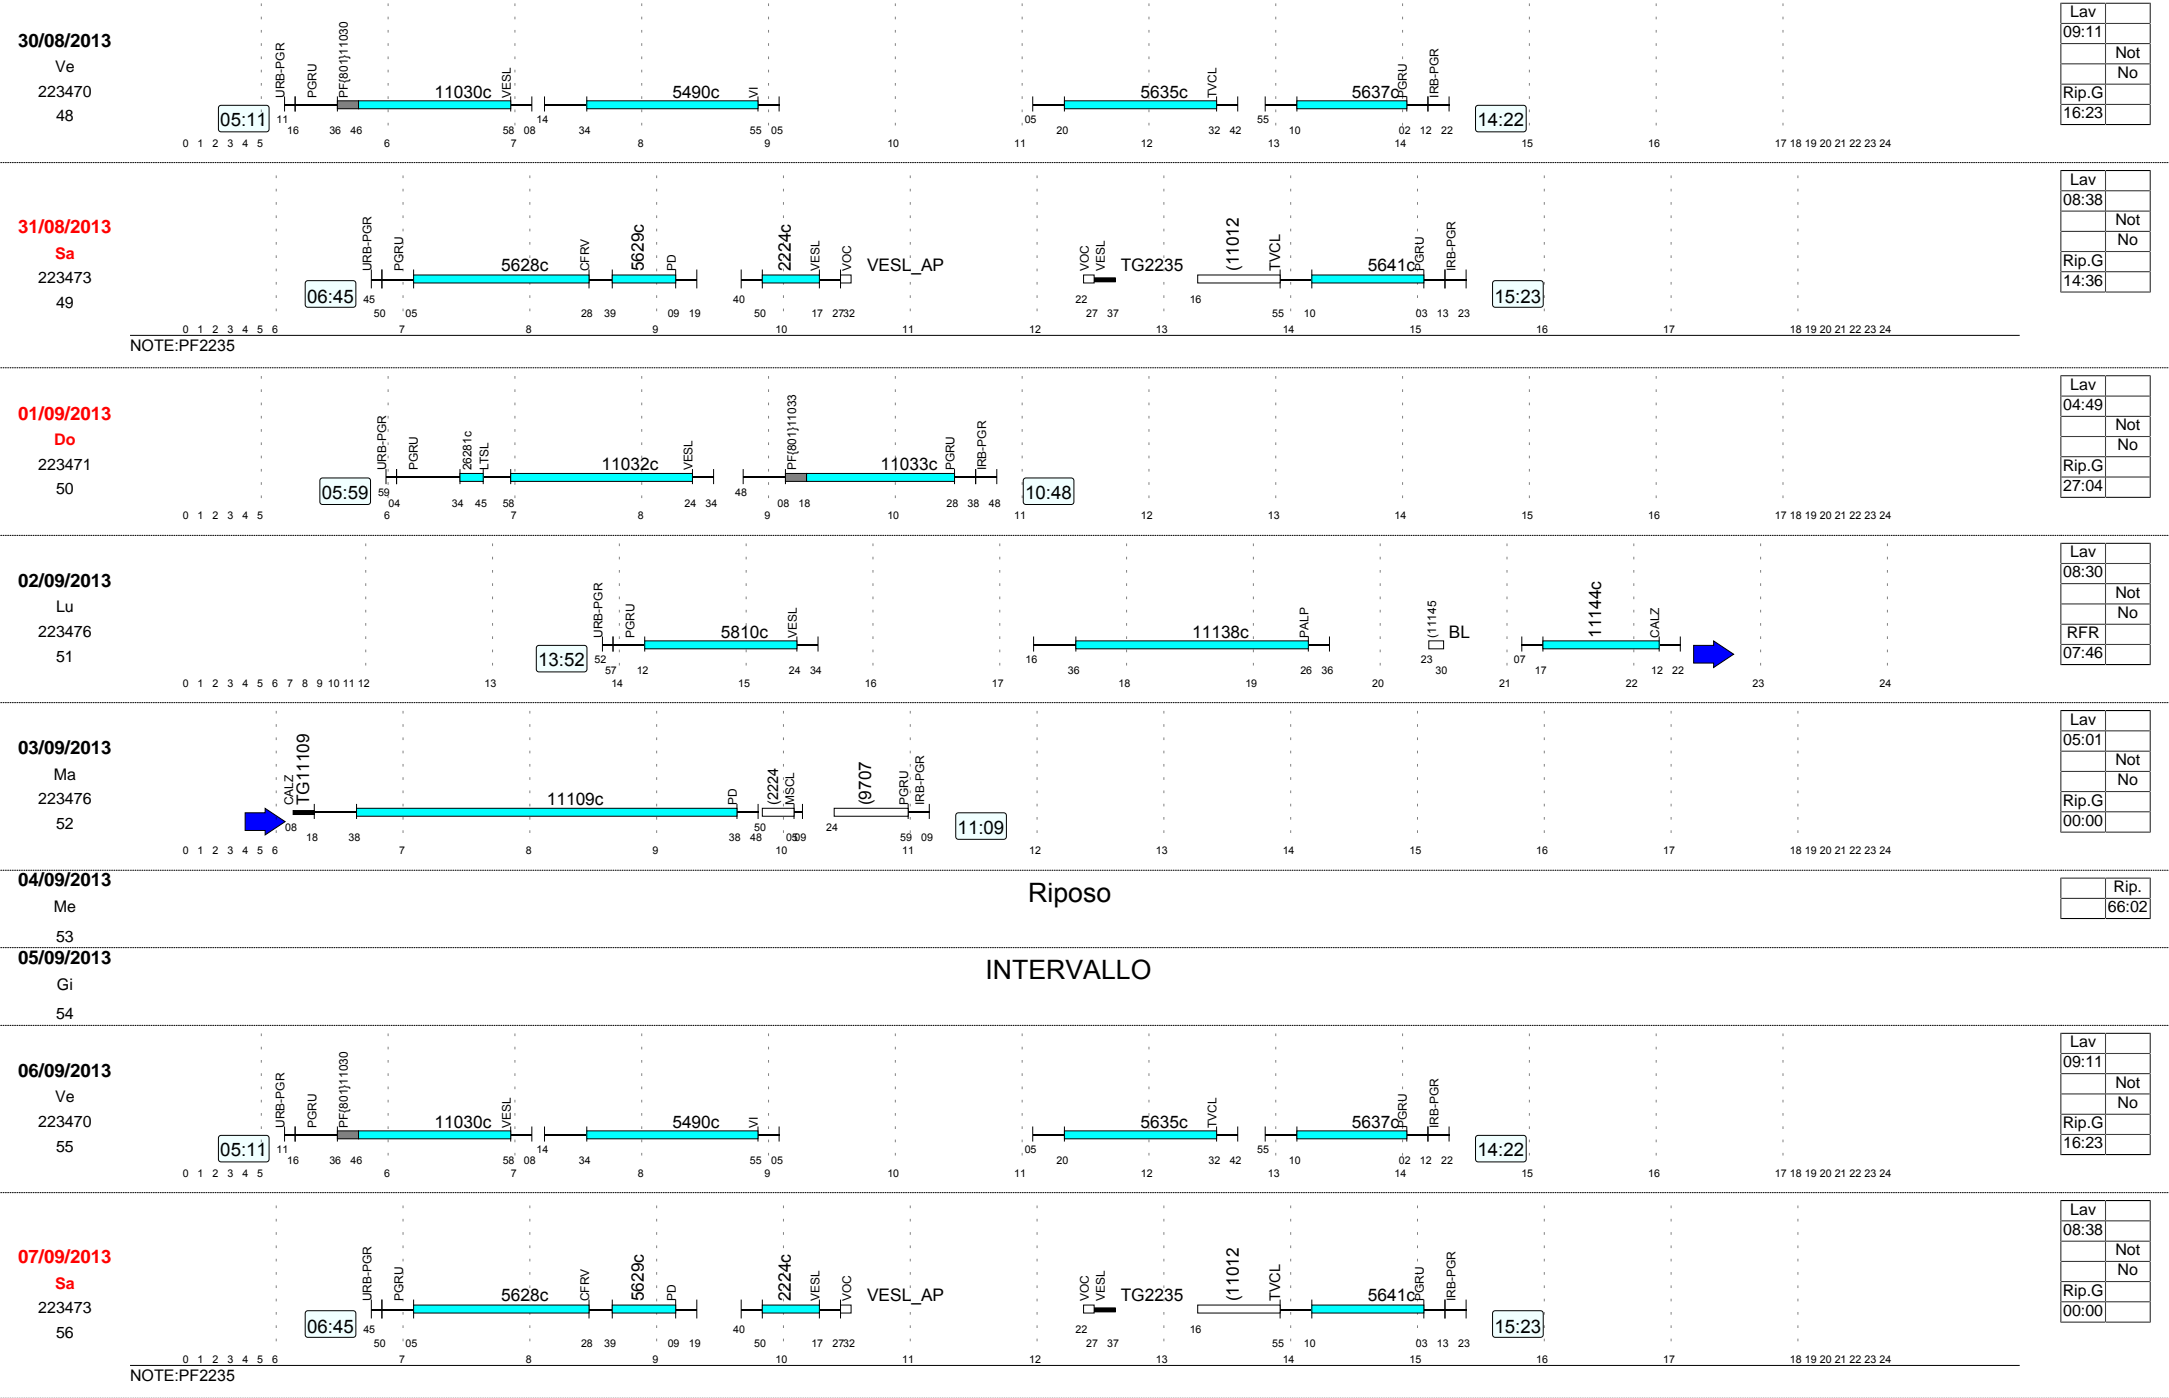 30/08/2013
Ve
223470
48
05:11
URB-PGR PGRU PF{801}11030 11030c VESL 5490c VI 5635c TVCL 5637c PGRU IRB-PGR
11 16 36 46 58 08 14 34 55 05 05 20 32 42 55 10 02 12 22
14:22
0 1 2 3 4 5 6 7 8 9 10 11 12 13 14 15 16 17 18 19 20 21 22 23 24
Lav
09:11
Not
No
Rip.G
16:23
31/08/2013
Sa
223473
49
06:45
URB-PGR PGRU 5628c CFRV 5629c PD 2224c VESL VOC VESL_AP VOC VESL TG2235 (11012 TVCL 5641c PGRU IRB-PGR
45 50 05 28 39 09 19 40 50 17 27 32 22 27 37 16 55 10 03 13 23
15:23
0 1 2 3 4 5 6 7 8 9 10 11 12 13 14 15 16 17 18 19 20 21 22 23 24
NOTE:PF2235
Lav
08:38
Not
No
Rip.G
14:36
01/09/2013
Do
223471
50
05:59
URB-PGR PGRU 26281c LTSL 11032c VESL PF{801}11033 11033c PGRU IRB-PGR
59 04 34 45 58 24 34 48 08 18 28 38 48
10:48
0 1 2 3 4 5 6 7 8 9 10 11 12 13 14 15 16 17 18 19 20 21 22 23 24
Lav
04:49
Not
No
Rip.G
27:04
02/09/2013
Lu
223476
51
13:52
URB-PGR PGRU 5810c VESL 11138c PALP (11145 BL 11144c CALZ
52 57 12 24 34 16 36 26 36 23 30 07 17 12 22
0 1 2 3 4 5 6 7 8 9 10 11 12 13 14 15 16 17 18 19 20 21 22 23 24
Lav
08:30
Not
No
RFR
07:46
03/09/2013
Ma
223476
52
CALZ TG11109 11109c PD (2224 MSCL (9707 PGRU IRB-PGR
08 18 38 38 48 50 05 09 24 59 09
11:09
0 1 2 3 4 5 6 7 8 9 10 11 12 13 14 15 16 17 18 19 20 21 22 23 24
Lav
05:01
Not
No
Rip.G
00:00
04/09/2013
Me
53
Riposo
Rip.
66:02
05/09/2013
Gi
54
INTERVALLO
06/09/2013
Ve
223470
55
05:11
URB-PGR PGRU PF{801}11030 11030c VESL 5490c VI 5635c TVCL 5637c PGRU IRB-PGR
11 16 36 46 58 08 14 34 55 05 05 20 32 42 55 10 02 12 22
14:22
0 1 2 3 4 5 6 7 8 9 10 11 12 13 14 15 16 17 18 19 20 21 22 23 24
Lav
09:11
Not
No
Rip.G
16:23
07/09/2013
Sa
223473
56
06:45
URB-PGR PGRU 5628c CFRV 5629c PD 2224c VESL VOC VESL_AP VOC VESL TG2235 (11012 TVCL 5641c PGRU IRB-PGR
45 50 05 28 39 09 19 40 50 17 27 32 22 27 37 16 55 10 03 13 23
15:23
0 1 2 3 4 5 6 7 8 9 10 11 12 13 14 15 16 17 18 19 20 21 22 23 24
NOTE:PF2235
Lav
08:38
Not
No
Rip.G
00:00